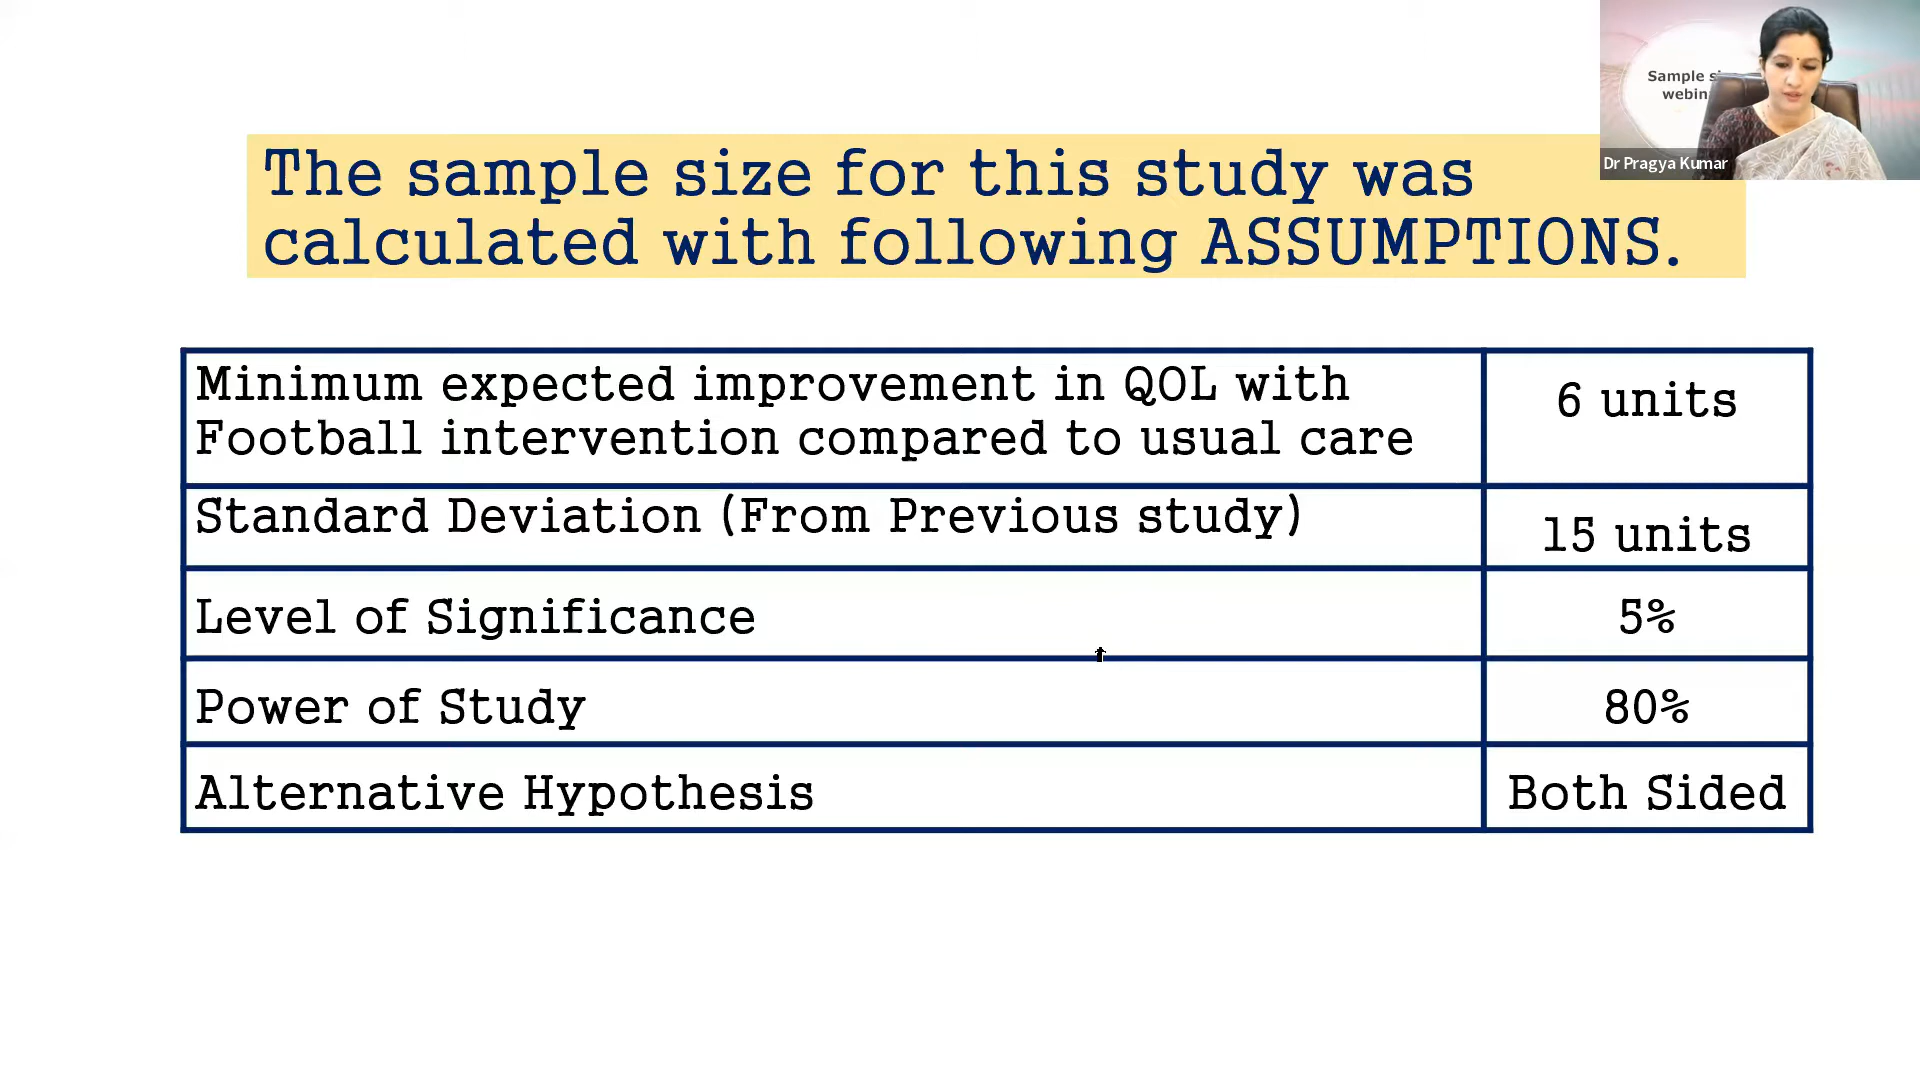 Sample
webin
Dr Pragya Kumar
The sample size for this study was
calculated with following ASSUMPTIONS.
Minimum expected improvement in QOL with
Football intervention compared to usual care
6 units
Standard Deviation (From Previous study)
15 units
Level of Significance
5%
Power of Study
80%
Alternative Hypothesis
Both Sided